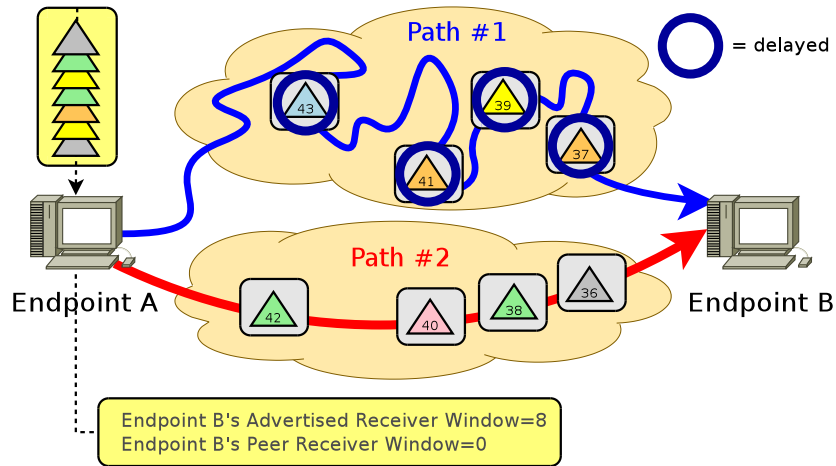 Path #1
= delayed
43
39
37
41
Path #2
Endpoint A
Endpoint B
36
38
42
40
Endpoint B's Advertised Receiver Window=8
Endpoint B's Peer Receiver Window=0